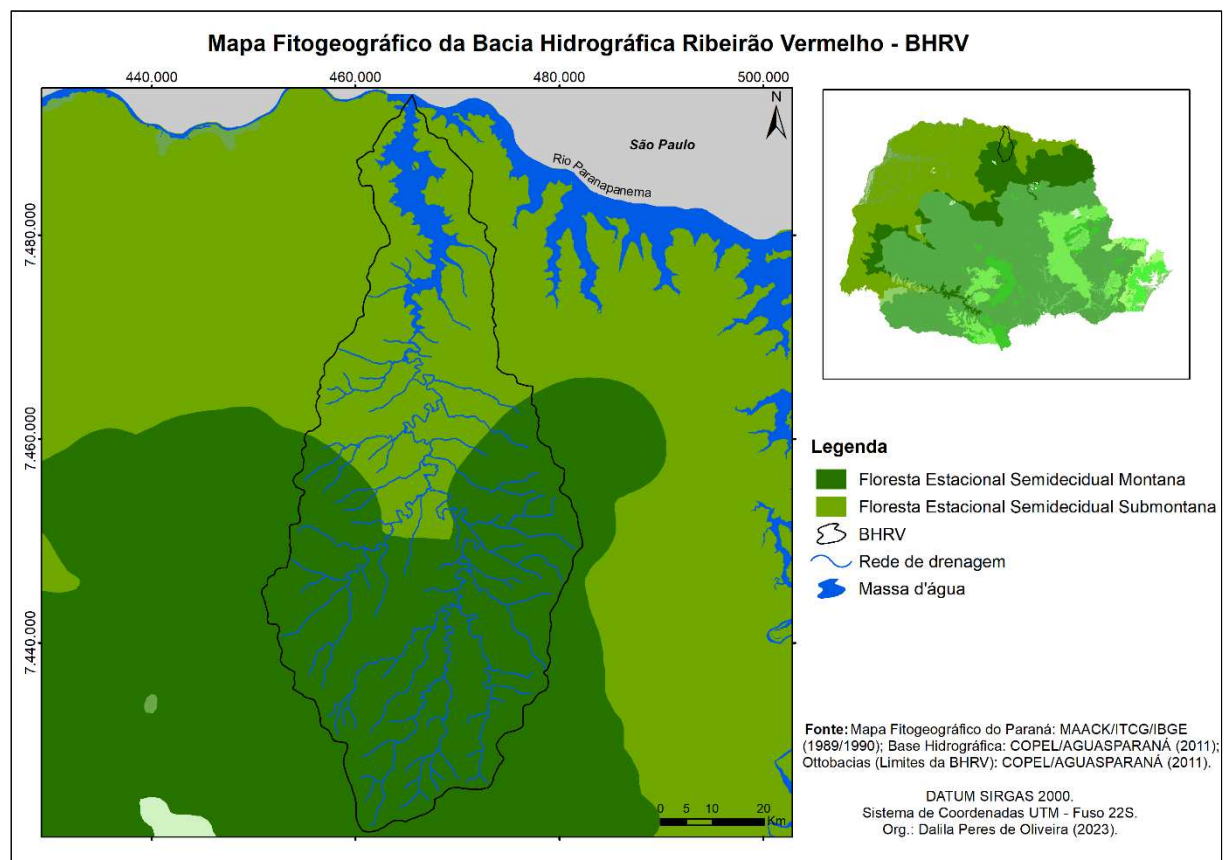 Mapa Fitogeográfico da Bacia Hidrográfica Ribeirão Vermelho - BHRV
440.000
460.000
480.000
500.000
N
São Paulo
Rio Paranapanema
7.480.000
7.460.000
7.440.000
0 5 10 20
Km
Legenda
Floresta Estacional Semidecidual Montana
Floresta Estacional Semidecidual Submontana
BHRV
Rede de drenagem
Massa d'água
Fonte: Mapa Fitogeográfico do Paraná: MAACK/ITCG/IBGE
(1989/1990); Base Hidrográfica: COPEL/AGUASPARANÁ (2011);
Ottobacias (Limites da BHRV): COPEL/AGUASPARANÁ (2011).
DATUM SIRGAS 2000.
Sistema de Coordenadas UTM - Fuso 22S.
Org.: Dalila Peres de Oliveira (2023).